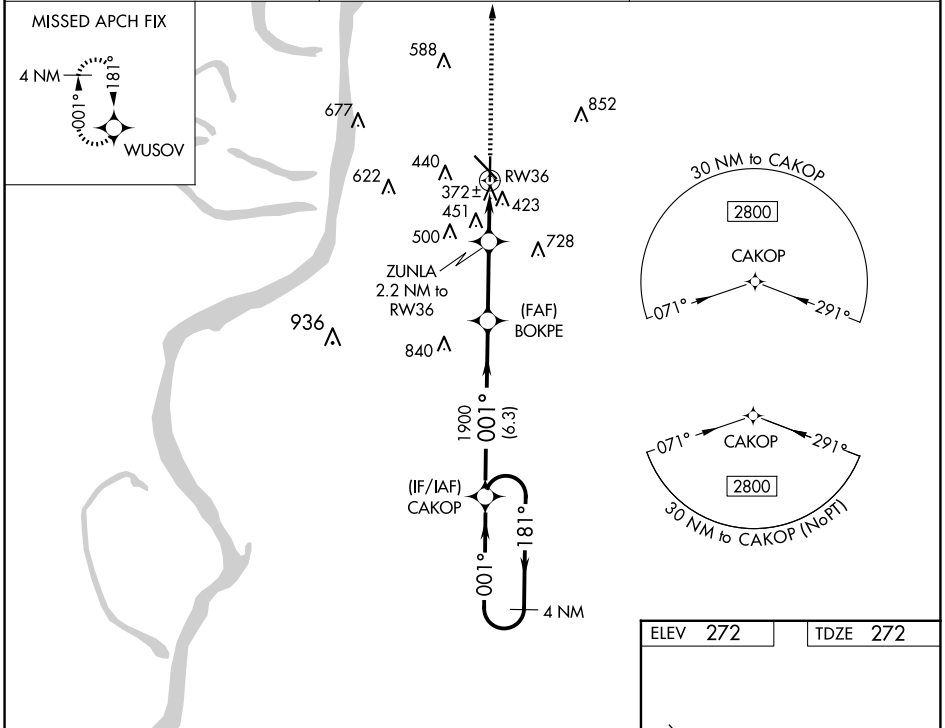 MISSED APCH FIX
4 NM
001°
181°
WUSOV
588
852
677
440
RW36
622
372±
423
451
500
728
ZUNLA
2.2 NM to
RW36
(FAF)
BOKPE
936
840
1900
001°
(6.3)
(IF/IAF)
CAKOP
181°
001°
4 NM
30 NM to CAKOP
2800
CAKOP
071°
291°
071°
CAKOP
291°
2800
30 NM to CAKOP (NoPT)
ELEV 272
TDZE 272